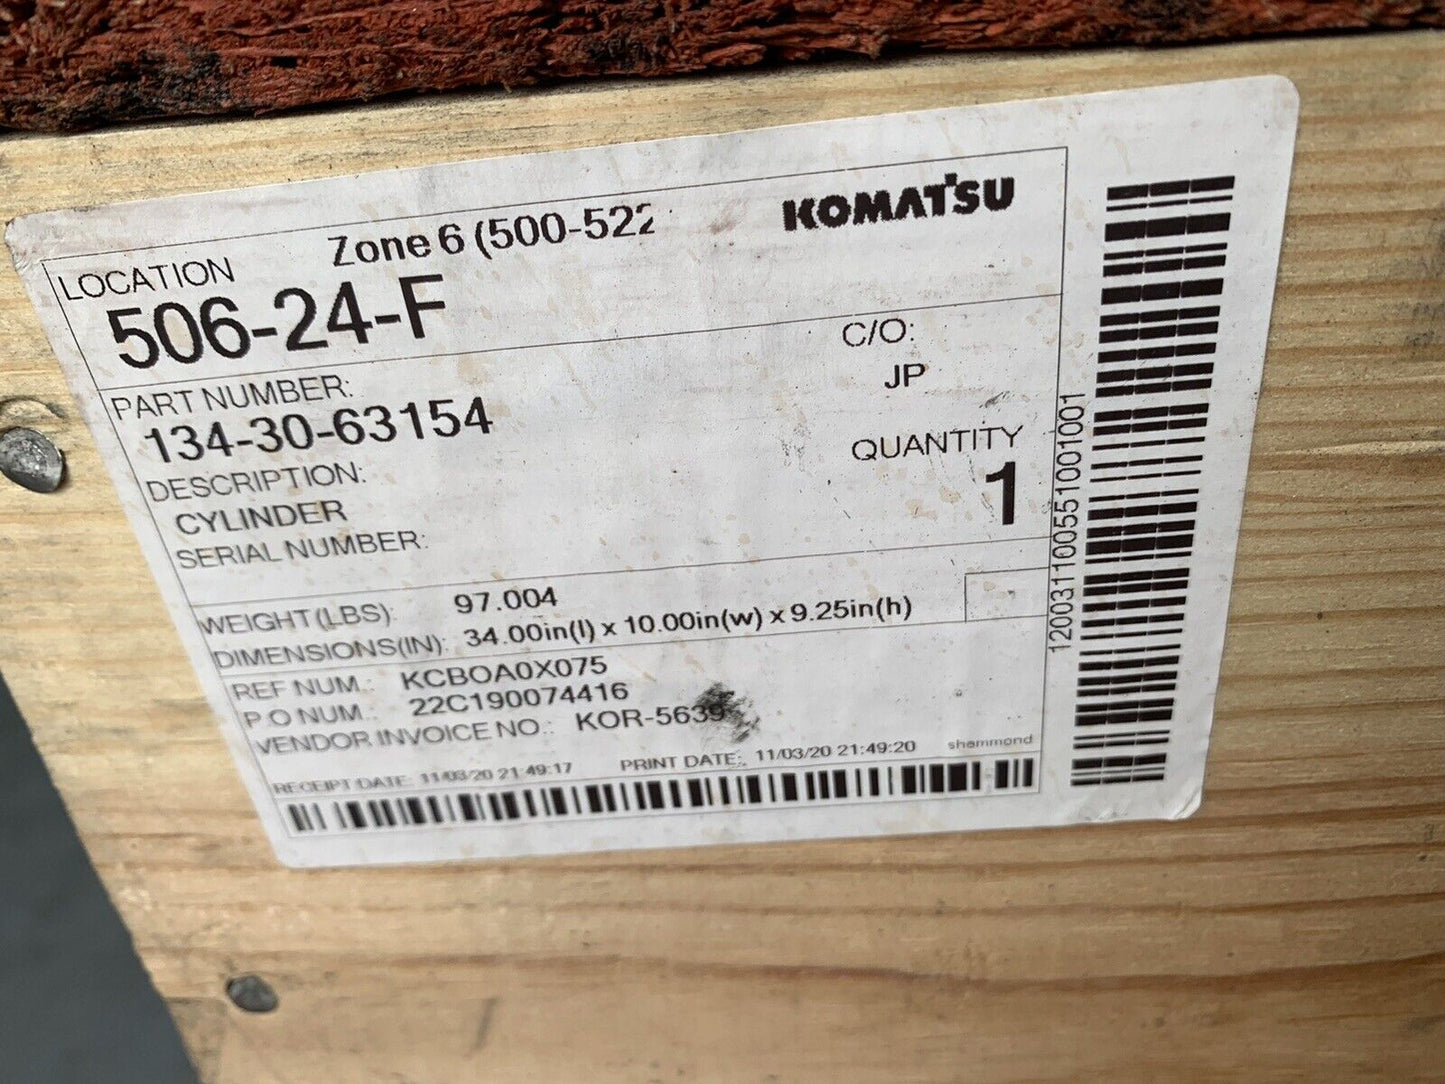 Zone 6 (500-522
KOMATSU
LOCATION
506-24-F
C/O:
JP
PART NUMBER:
134-30-63154
QUANTITY
1
DESCRIPTION:
CYLINDER
SERIAL NUMBER:
WEIGHT(LBS): 97.004
DIMENSIONS(IN): 34.00in(l) x 10.00in(w) x 9.25in(h)
REF NUM.: KCBOA0X075
P.O NUM.: 22C190074416
VENDOR INVOICE NO.: KOR-5639
RECEIPT DATE: 11/03/20 21:49:17 PRINT DATE: 11/03/20 21:49:20 shammond
120031100551001001